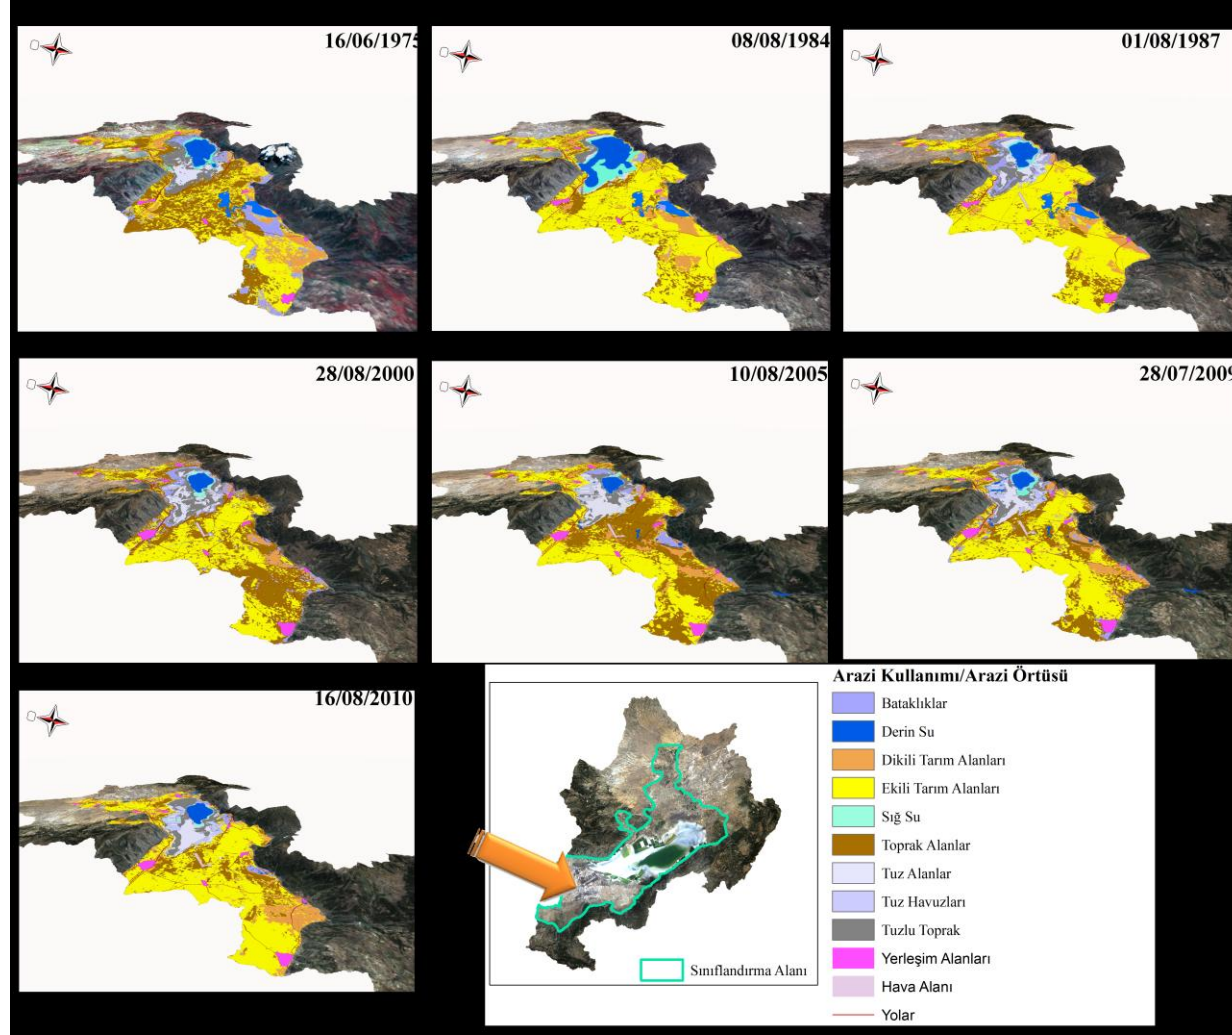 16/06/1975
08/08/1984
01/08/1987
28/08/2000
10/08/2005
28/07/2009
16/08/2010
Arazi Kullanımı/Arazi Örtüsü
Bataklıklar
Derin Su
Dikili Tarım Alanları
Ekili Tarım Alanları
Sığ Su
Toprak Alanlar
Tuz Alanlar
Tuz Havuzları
Tuzlu Toprak
Yerleşim Alanları
Hava Alanı
Yolar
Sınıflandırma Alanı